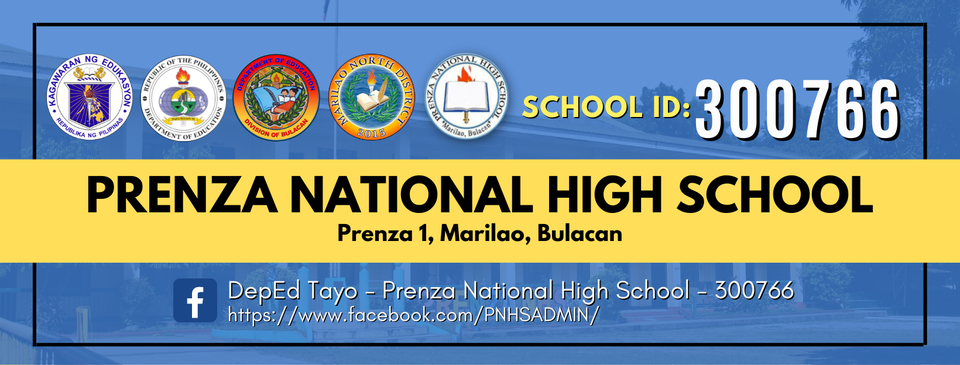 KAGAWARAN NG EDUKASYON
REPUBLIKA NG PILIPINAS
REPUBLIC OF THE PHILIPPINES
DEPARTMENT OF EDUCATION
DEPARTMENT OF EDUCATION
DIVISION OF BULACAN
MARILAO NORTH DISTRICT
2015
PRENZA NATIONAL HIGH SCHOOL
"Marilao, Bulacan"
SCHOOL ID: 300766
PRENZA NATIONAL HIGH SCHOOL
Prenza 1, Marilao, Bulacan
f
DepEd Tayo - Prenza National High School - 300766
https://www.facebook.com/PNHSADMIN/